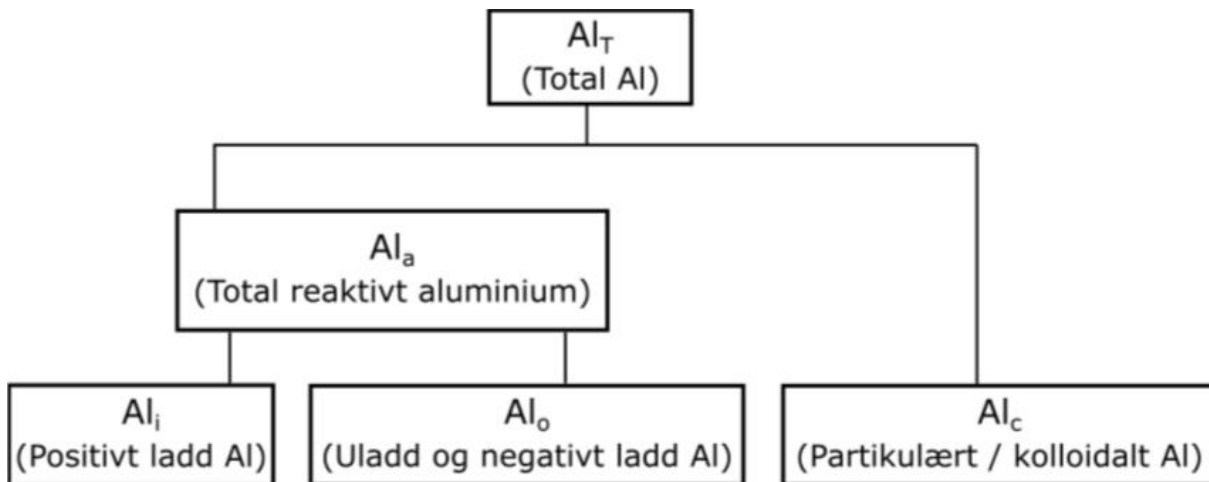 Al_T
(Total Al)
Al_a
(Total reaktivt aluminium)
Al_i
(Positivt ladd Al)
Al_o
(Uladd og negativt ladd Al)
Al_c
(Partikulært / kolloidalt Al)